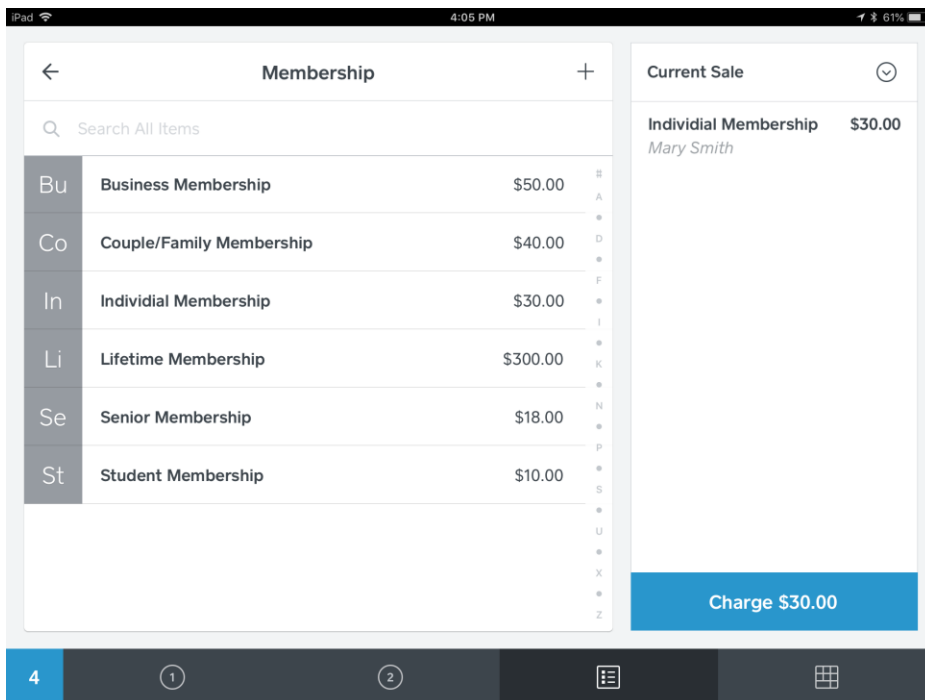 iPad 4:05 PM 61%
Membership +
Search All Items
Bu Business Membership $50.00
Co Couple/Family Membership $40.00
In Individial Membership $30.00
Li Lifetime Membership $300.00
Se Senior Membership $18.00
St Student Membership $10.00
#
A
D
F
I
K
N
P
S
U
X
Z
Current Sale
Individial Membership $30.00
Mary Smith
Charge $30.00
4 1 2